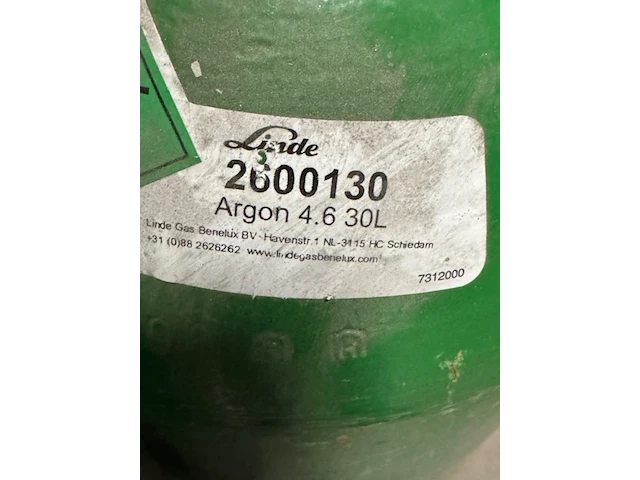 Linde
2600130
Argon 4.6 30L
Linde Gas Benelux BV Havenstr.1 NL-3115 HC Schiedam
+31 (0)88 2626262 www.lindegasbenelux.com
7312000